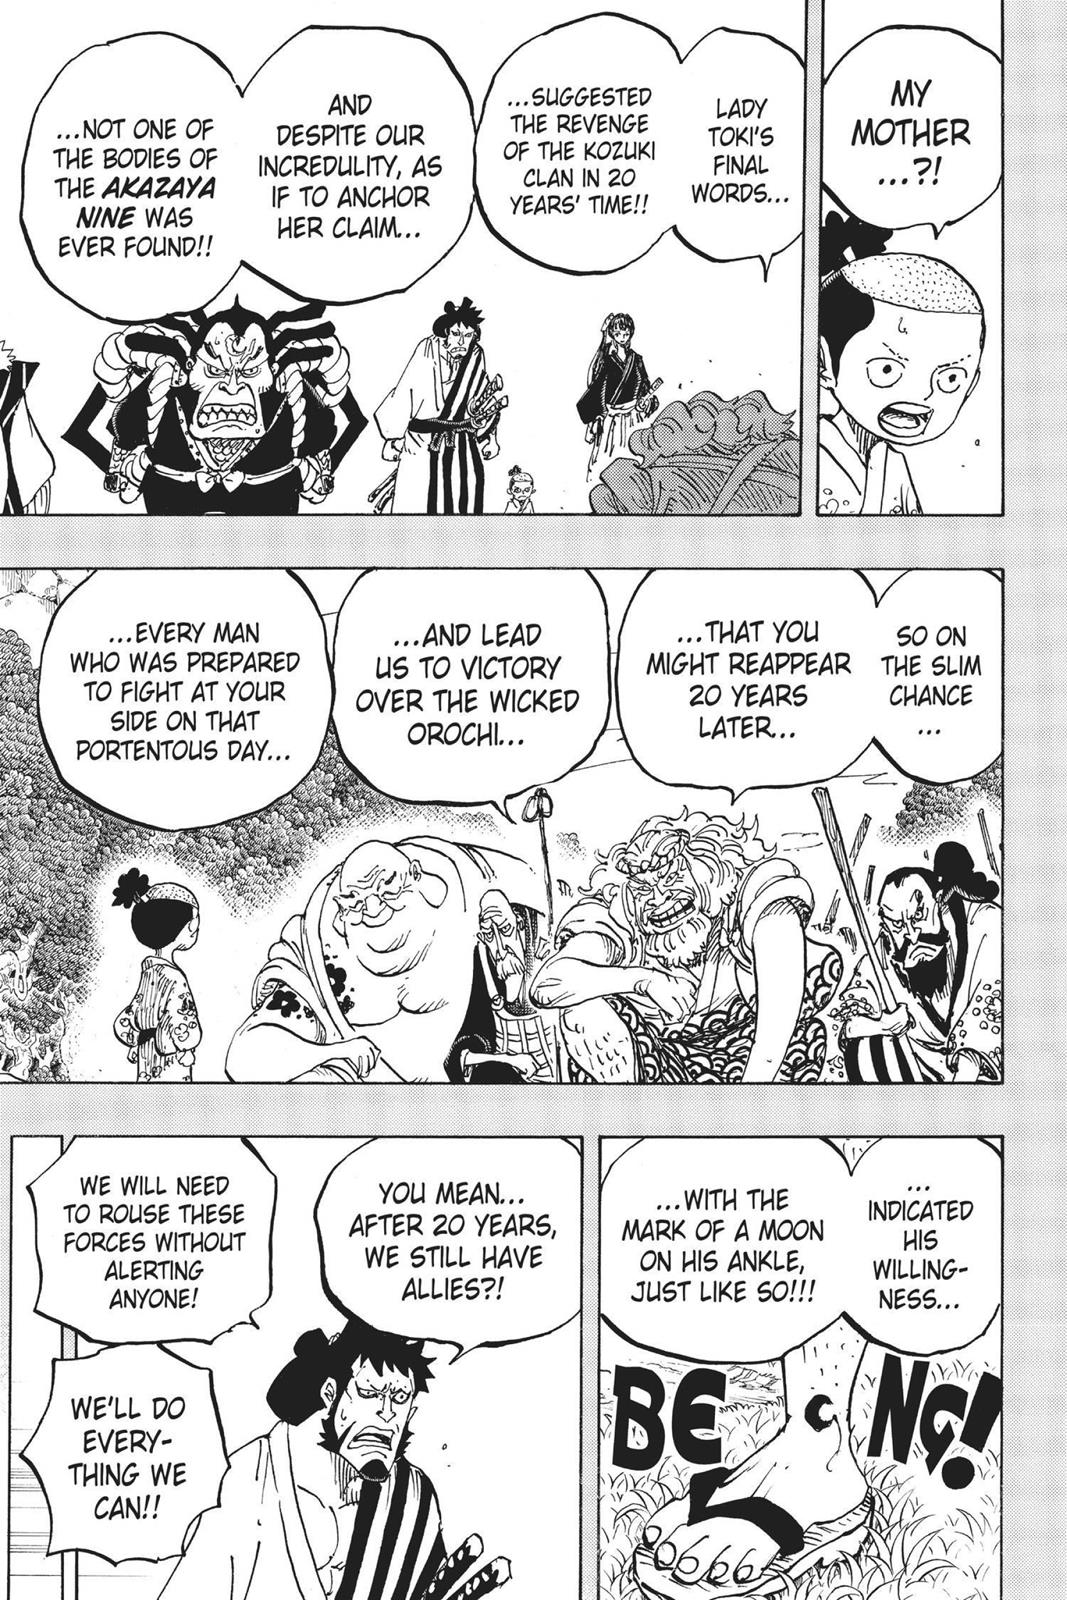 MY
MOTHER
...?!
LADY
TOKI'S
FINAL
WORDS...
...SUGGESTED
THE REVENGE
OF THE KOZUKI
CLAN IN 20
YEARS' TIME!!
AND
DESPITE OUR
INCREDULITY, AS
IF TO ANCHOR
HER CLAIM...
...NOT ONE OF
THE BODIES OF
THE AKAZAYA
NINE WAS
EVER FOUND!!
SO ON
THE SLIM
CHANCE
...
...THAT YOU
MIGHT REAPPEAR
20 YEARS
LATER...
...AND LEAD
US TO VICTORY
OVER THE WICKED
OROCHI...
...EVERY MAN
WHO WAS PREPARED
TO FIGHT AT YOUR
SIDE ON THAT
PORTENTOUS DAY...
...
INDICATED
HIS
WILLING-
NESS...
...WITH THE
MARK OF A MOON
ON HIS ANKLE,
JUST LIKE SO!!!
YOU MEAN...
AFTER 20 YEARS,
WE STILL HAVE
ALLIES?!
WE WILL NEED
TO ROUSE THESE
FORCES WITHOUT
ALERTING
ANYONE!
WE'LL DO
EVERY-
THING WE
CAN!!